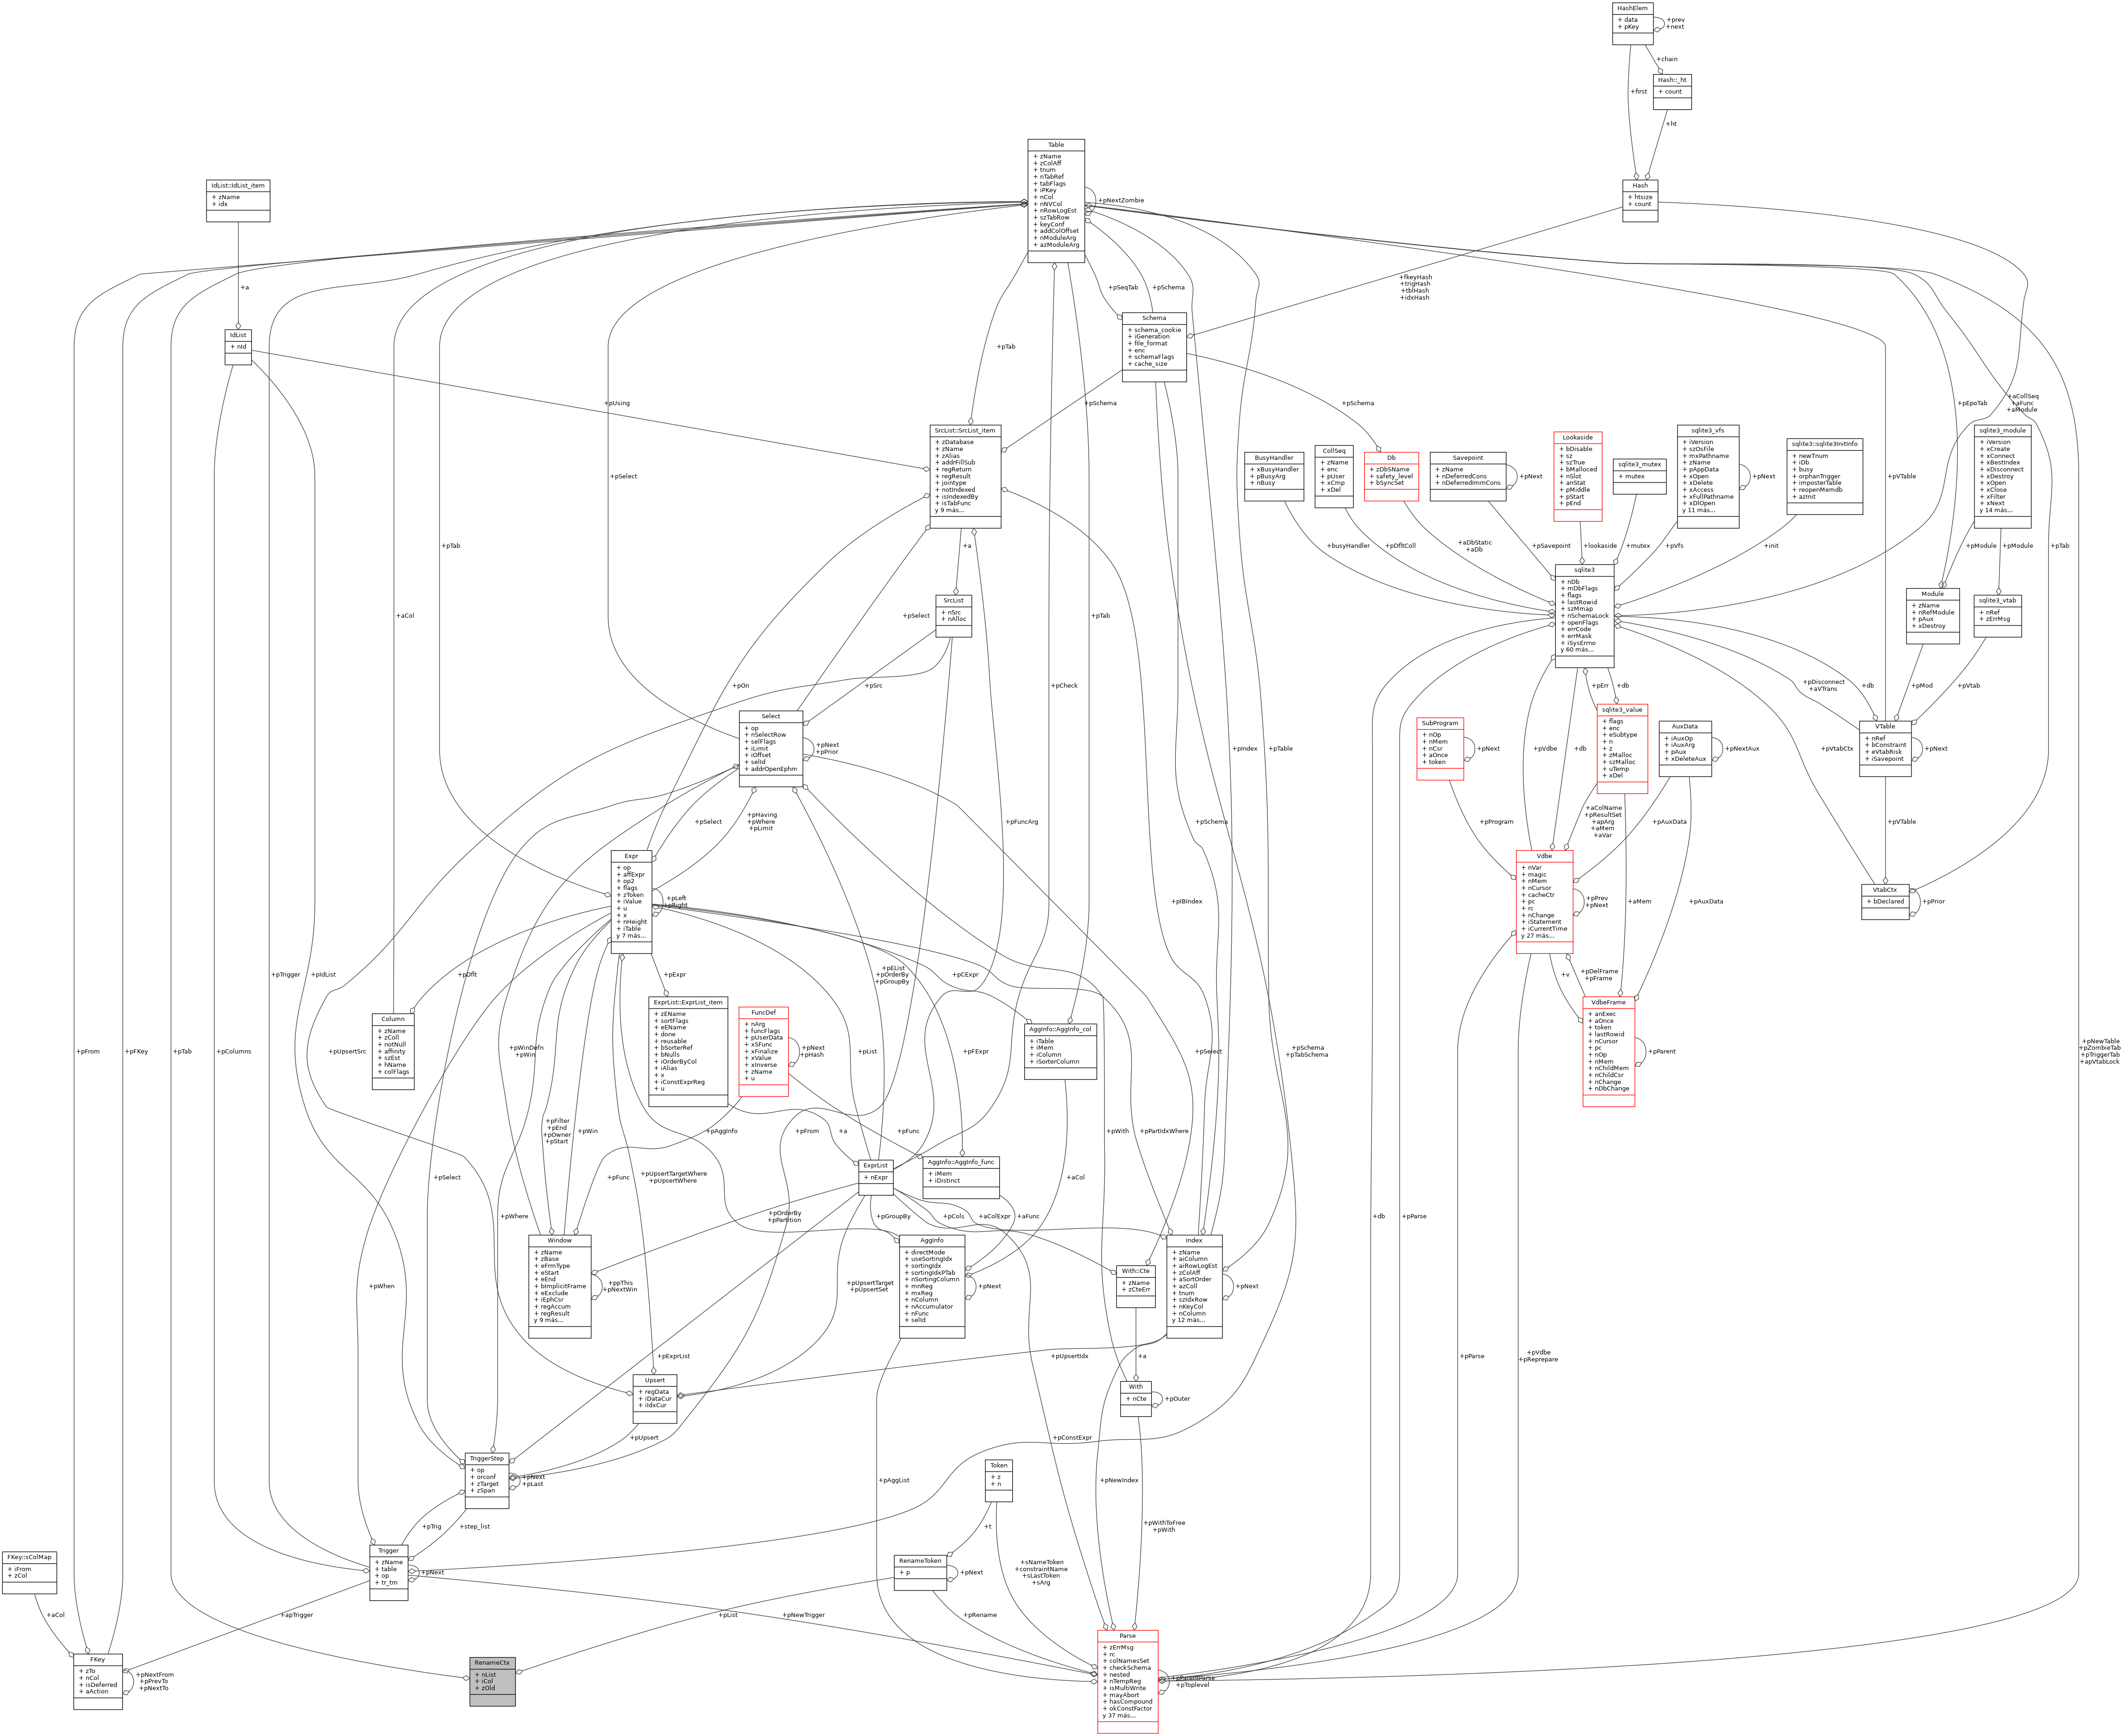 HashElem
+ data
+ pKey
+prev
+next
+chain
Hash::_ht
+ count
+first
+ht
Hash
+ htsize
+ count
Table
+ zName
+ zColAff
+ tnum
+ nTabRef
+ tabFlags
+ iPKey
+ nCol
+ nNVCol
+ nRowLogEst
+ szTabRow
+ keyConf
+ addColOffset
+ nModuleArg
+ azModuleArg
+pNextZombie
IdList::IdList_item
+ zName
+ idx
+a
IdList
+ nId
+pSeqTab
+pSchema
+fkeyHash
+trigHash
+tblHash
+idxHash
Schema
+ schema_cookie
+ iGeneration
+ file_format
+ enc
+ schemaFlags
+ cache_size
+pTab
+pUsing
+pSchema
+pSchema
+pEpoTab
+aCollSeq
+aFunc
+aModule
SrcList::SrcList_item
+ zDatabase
+ zName
+ zAlias
+ addrFillSub
+ regReturn
+ regResult
+ jointype
+ notIndexed
+ isIndexedBy
+ isTabFunc
y 9 más...
BusyHandler
+ xBusyHandler
+ pBusyArg
+ nBusy
CollSeq
+ zName
+ enc
+ pUser
+ xCmp
+ xDel
Db
+ zDbSName
+ safety_level
+ bSyncSet
Savepoint
+ zName
+ nDeferredCons
+ nDeferredImmCons
+pNext
Lookaside
+ bDisable
+ sz
+ szTrue
+ bMalloced
+ nSlot
+ anStat
+ pMiddle
+ pStart
+ pEnd
sqlite3_mutex
+ mutex
sqlite3_vfs
+ iVersion
+ szOsFile
+ mxPathname
+ zName
+ pAppData
+ xOpen
+ xDelete
+ xAccess
+ xFullPathname
+ xDlOpen
y 11 más...
+pNext
sqlite3::sqlite3InitInfo
+ newTnum
+ iDb
+ busy
+ orphanTrigger
+ imposterTable
+ reopenMemdb
+ azInit
sqlite3_module
+ iVersion
+ xCreate
+ xConnect
+ xBestIndex
+ xDisconnect
+ xDestroy
+ xOpen
+ xClose
+ xFilter
+ xNext
y 14 más...
+pSelect
+pVTable
+pTab
+a
+busyHandler
+pDfltColl
+aDbStatic
+aDb
+pSavepoint
+lookaside
+mutex
+pVfs
+init
+pModule
+pModule
+pTab
sqlite3
+ nDb
+ mDbFlags
+ flags
+ lastRowid
+ szMmap
+ nSchemaLock
+ openFlags
+ errCode
+ errMask
+ iSysErrno
y 60 más...
Module
+ zName
+ nRefModule
+ pAux
+ xDestroy
sqlite3_vtab
+ nRef
+ zErrMsg
SrcList
+ nSrc
+ nAlloc
+aCol
+pSelect
+pTab
+pOn
+pSrc
+pCheck
+pErr
+db
+pDisconnect
+aVTrans
+db
+pMod
+pVtab
Select
+ op
+ nSelectRow
+ selFlags
+ iLimit
+ iOffset
+ selId
+ addrOpenEphm
+pNext
+pPrior
+pIndex
+pTable
SubProgram
+ nOp
+ nMem
+ nCsr
+ aOnce
+ token
+pNext
+pVdbe
+db
sqlite3_value
+ flags
+ enc
+ eSubtype
+ n
+ z
+ zMalloc
+ szMalloc
+ uTemp
+ xDel
AuxData
+ iAuxOp
+ iAuxArg
+ pAux
+ xDeleteAux
+pNextAux
+pVtabCtx
VTable
+ nRef
+ bConstraint
+ eVtabRisk
+ iSavepoint
+pNext
+pSelect
+pHaving
+pWhere
+pLimit
+pFuncArg
+pSchema
+pProgram
+aColName
+pResultSet
+apArg
+aMem
+aVar
+pAuxData
+pVTable
Expr
+ op
+ affExpr
+ op2
+ flags
+ zToken
+ iValue
+ u
+ x
+ nHeight
+ iTable
y 7 más...
+pLeft
+pRight
+pIBIndex
Vdbe
+ nVar
+ magic
+ nMem
+ nCursor
+ cacheCtr
+ pc
+ rc
+ nChange
+ iStatement
+ iCurrentTime
y 27 más...
+pPrev
+pNext
+aMem
+pAuxData
VtabCtx
+ bDeclared
+pPrior
+pTrigger
+pIdList
+pDflt
+pExpr
+pEList
+pOrderBy
+pGroupBy
+pCExpr
+v
+pDelFrame
+pFrame
ExprList::ExprList_item
+ zEName
+ sortFlags
+ eEName
+ done
+ reusable
+ bSorterRef
+ bNulls
+ iOrderByCol
+ iAlias
+ x
+ iConstExprReg
+ u
FuncDef
+ nArg
+ funcFlags
+ pUserData
+ xSFunc
+ xFinalize
+ xValue
+ xInverse
+ zName
+ u
+pNext
+pHash
Column
+ zName
+ zColl
+ notNull
+ affinity
+ szEst
+ hName
+ colFlags
AggInfo::AggInfo_col
+ iTable
+ iMem
+ iColumn
+ iSorterColumn
VdbeFrame
+ anExec
+ aOnce
+ token
+ lastRowid
+ nCursor
+ pc
+ nOp
+ nMem
+ nChildMem
+ nChildCsr
+ nChange
+ nDbChange
+pParent
+pFrom
+pFKey
+pTab
+pColumns
+pUpsertSrc
+pWinDefn
+pWin
+pList
+pFExpr
+pSelect
+pSchema
+pTabSchema
+pNewTable
+pZombieTab
+pTriggerTab
+apVtabLock
+pFilter
+pEnd
+pOwner
+pStart
+pWin
+pAggInfo
+pFrom
+a
+pFunc
+pWith
+pPartIdxWhere
ExprList
+ nExpr
AggInfo::AggInfo_func
+ iMem
+ iDistinct
+pSelect
+pFunc
+pUpsertTargetWhere
+pUpsertWhere
+aCol
+pWhere
+pOrderBy
+pPartition
+pGroupBy
+pCols
+aColExpr
+aFunc
+db
+pParse
Window
+ zName
+ zBase
+ eFrmType
+ eStart
+ eEnd
+ bImplicitFrame
+ eExclude
+ iEphCsr
+ regAccum
+ regResult
y 9 más...
+ppThis
+pNextWin
AggInfo
+ directMode
+ useSortingIdx
+ sortingIdx
+ sortingIdxPTab
+ nSortingColumn
+ mnReg
+ mxReg
+ nColumn
+ nAccumulator
+ nFunc
+ selId
+pNext
With::Cte
+ zName
+ zCteErr
Index
+ zName
+ aiColumn
+ aiRowLogEst
+ zColAff
+ aSortOrder
+ azColl
+ tnum
+ szIdxRow
+ nKeyCol
+ nColumn
y 12 más...
+pNext
+pWhen
+pUpsertTarget
+pUpsertSet
+pExprList
+pUpsertIdx
+a
+pParse
+pVdbe
+pReprepare
Upsert
+ regData
+ iDataCur
+ iIdxCur
With
+ nCte
+pOuter
+pUpsert
+pConstExpr
TriggerStep
+ op
+ orconf
+ zTarget
+ zSpan
+pNext
+pLast
Token
+ z
+ n
+pAggList
+pNewIndex
+pTrig
+step_list
+t
+pWithToFree
+pWith
FKey::sColMap
+ iFrom
+ zCol
Trigger
+ zName
+ table
+ op
+ tr_tm
+pNext
RenameToken
+ p
+pNext
+sNameToken
+constraintName
+sLastToken
+sArg
+aCol
+apTrigger
+pList
+pNewTrigger
+pRename
FKey
+ zTo
+ nCol
+ isDeferred
+ aAction
+pNextFrom
+pPrevTo
+pNextTo
RenameCtx
+ nList
+ iCol
+ zOld
Parse
+ zErrMsg
+ rc
+ colNamesSet
+ checkSchema
+ nested
+ nTempReg
+ isMultiWrite
+ mayAbort
+ hasCompound
+ okConstFactor
y 37 más...
+pParentParse
+pToplevel